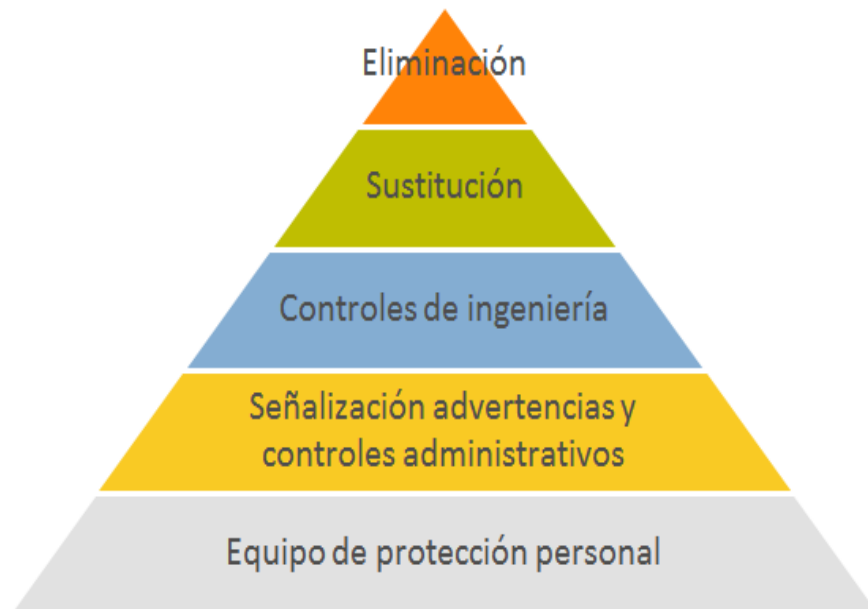 Eliminación
Sustitución
Controles de ingeniería
Señalización advertencias y
controles administrativos
Equipo de protección personal